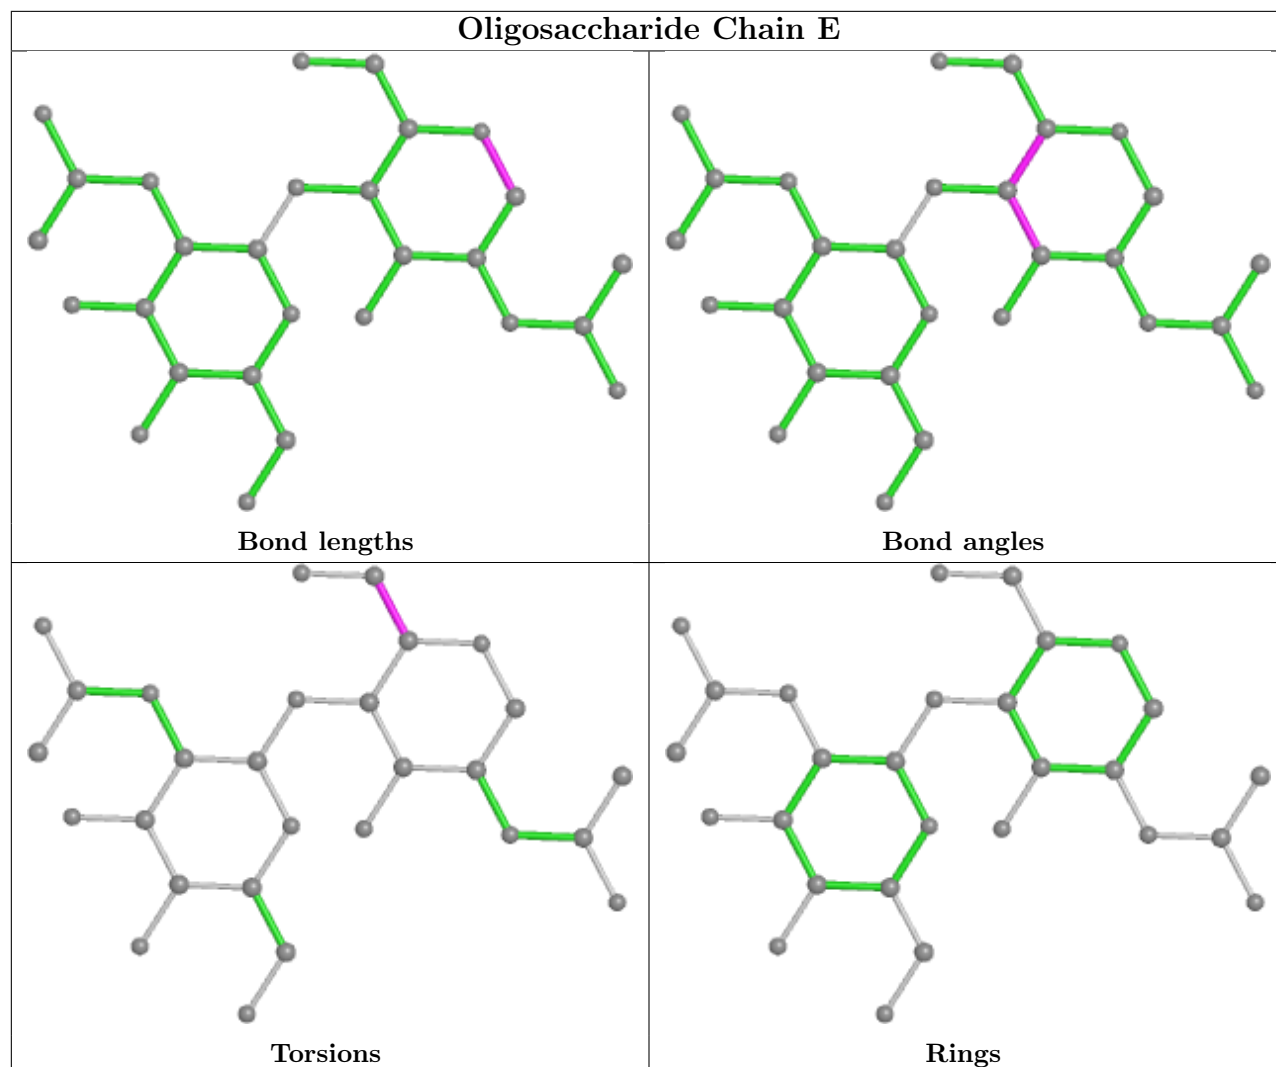 Oligosaccharide Chain E
Bond lengths
Bond angles
Torsions
Rings